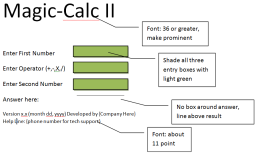 Magic-Calc II
Font: 36 or greater,
make prominent
Enter First Number
Enter Operator (+,-,X,/)
Enter Second Number
Shade all three
entry boxes with
light green
Answer here:
No box around answer,
line above result
Version x.x (month dd, yyyy) Developed by (Company Here)
Help Line: (phone number for tech support)
Font: about
11 point